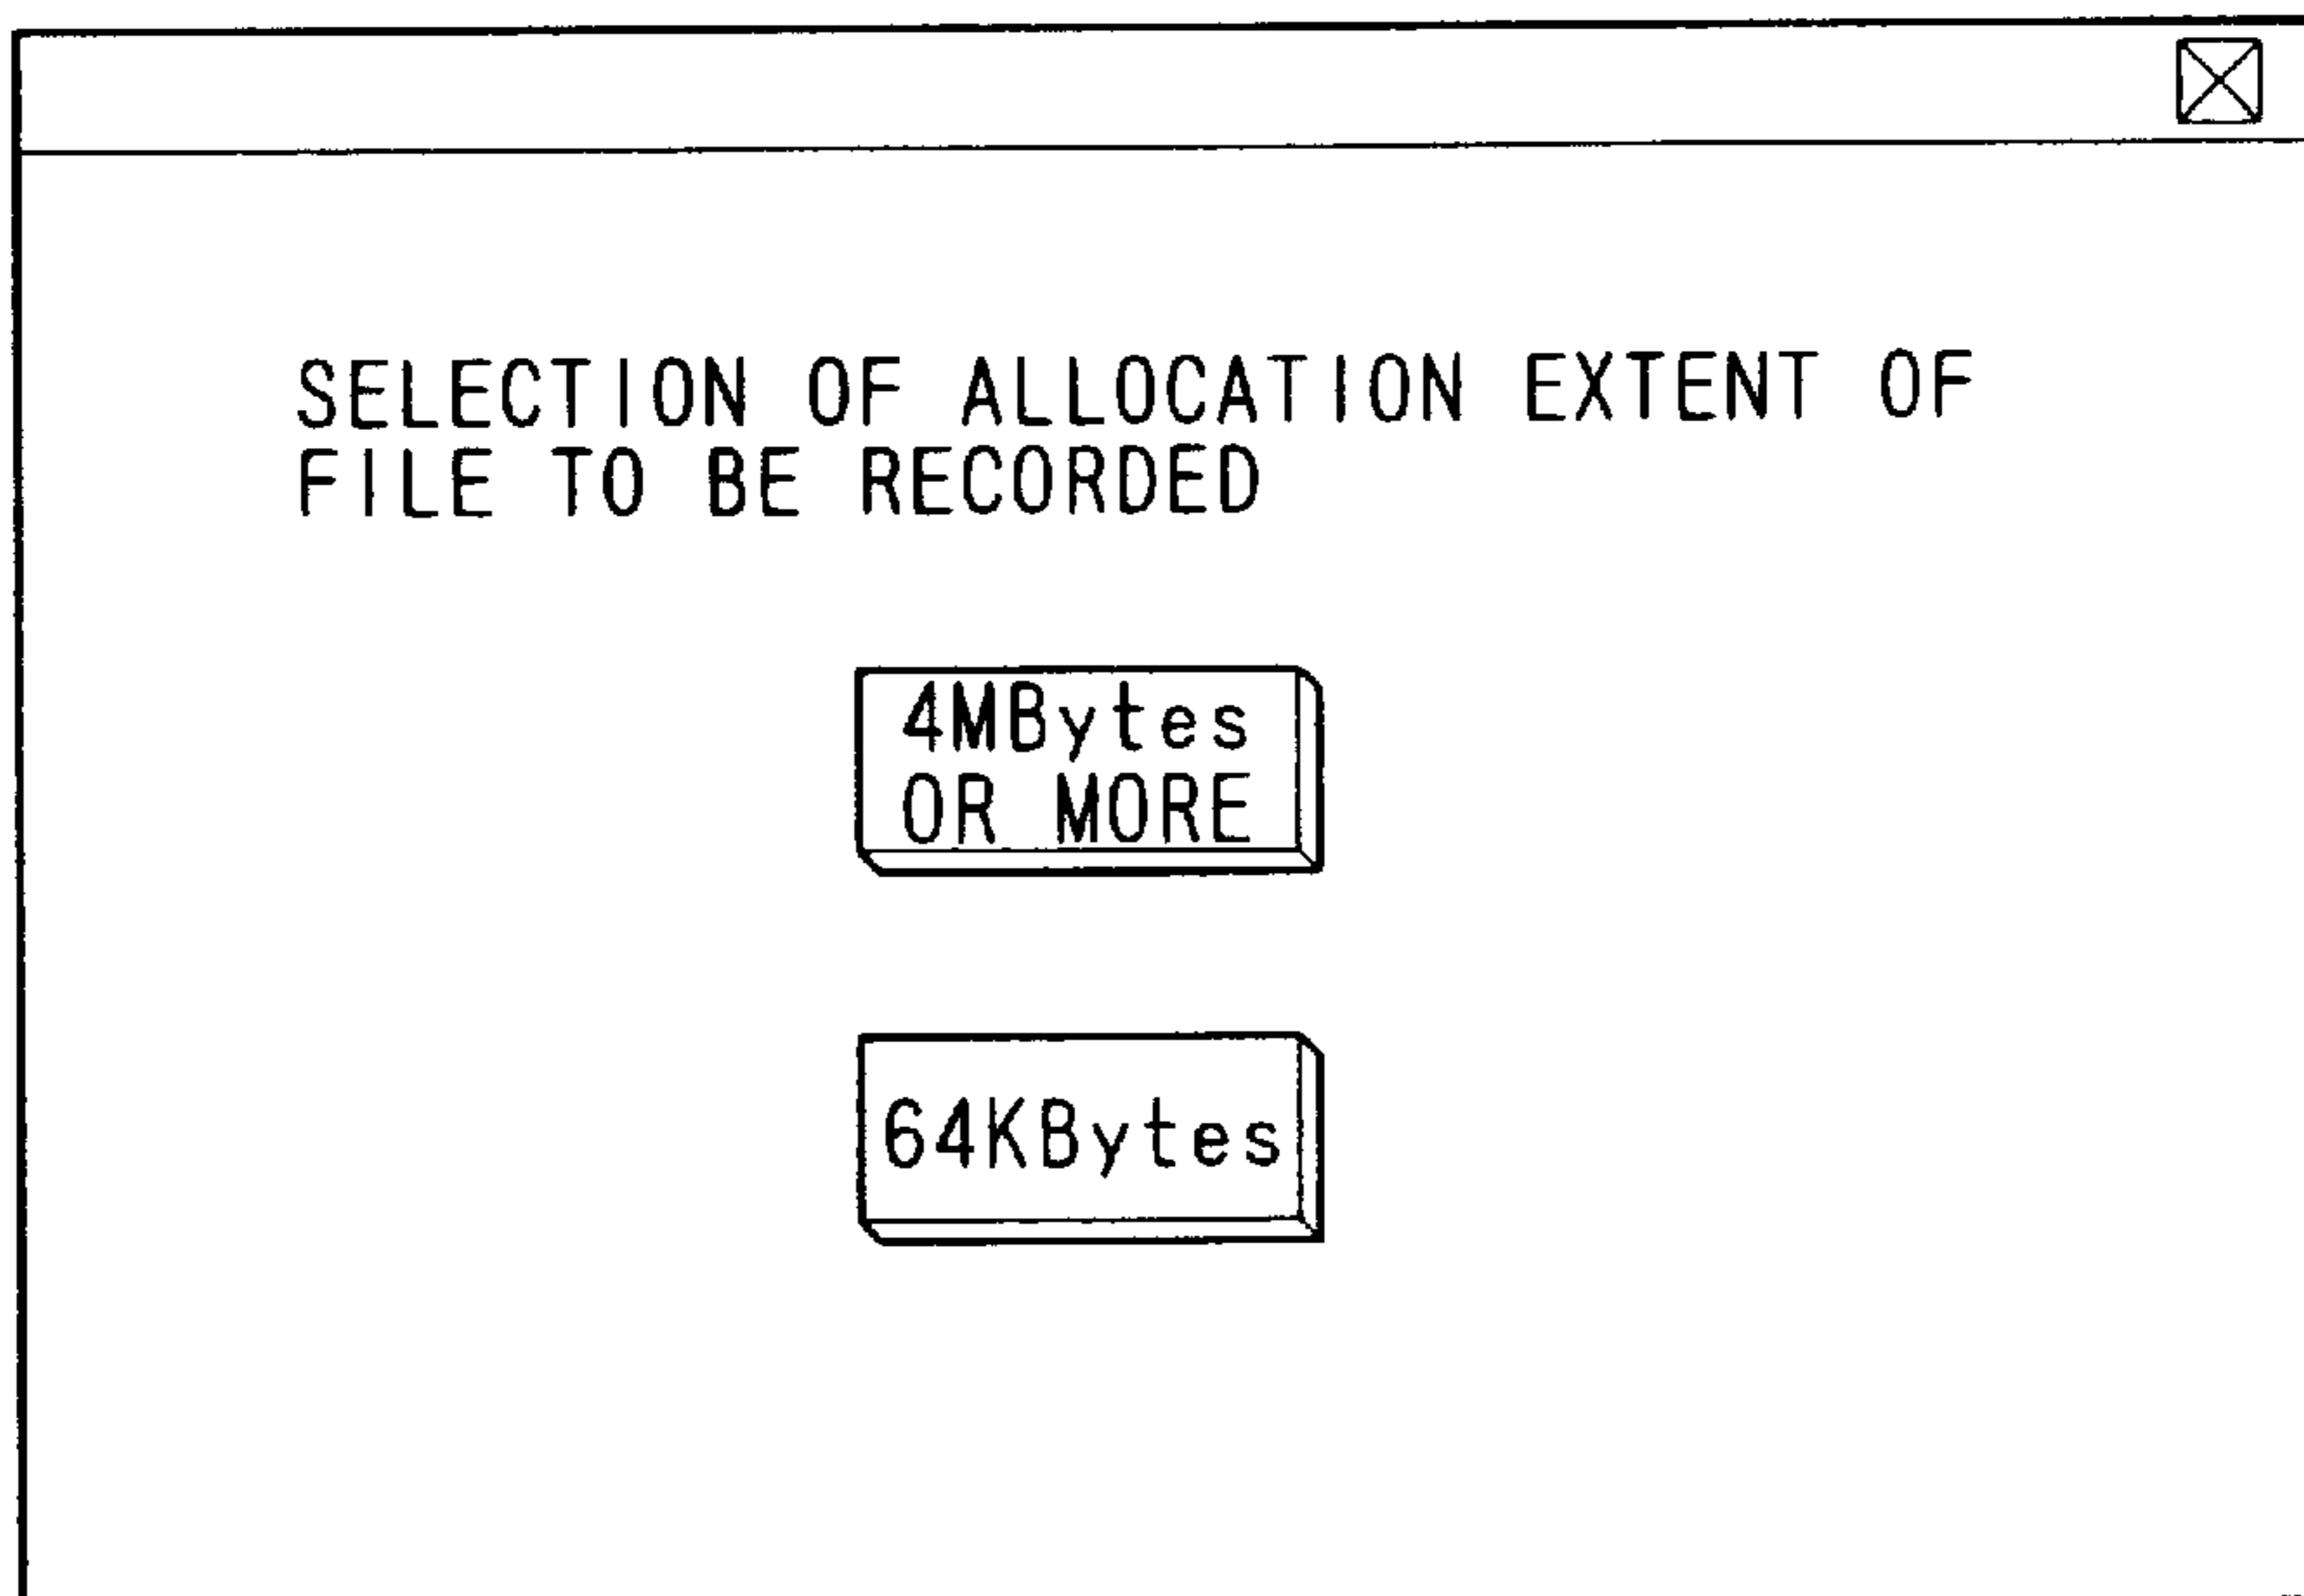 SELECTION OF ALLOCATION EXTENT OF
FILE TO BE RECORDED
4MBytes
OR MORE
64KBytes